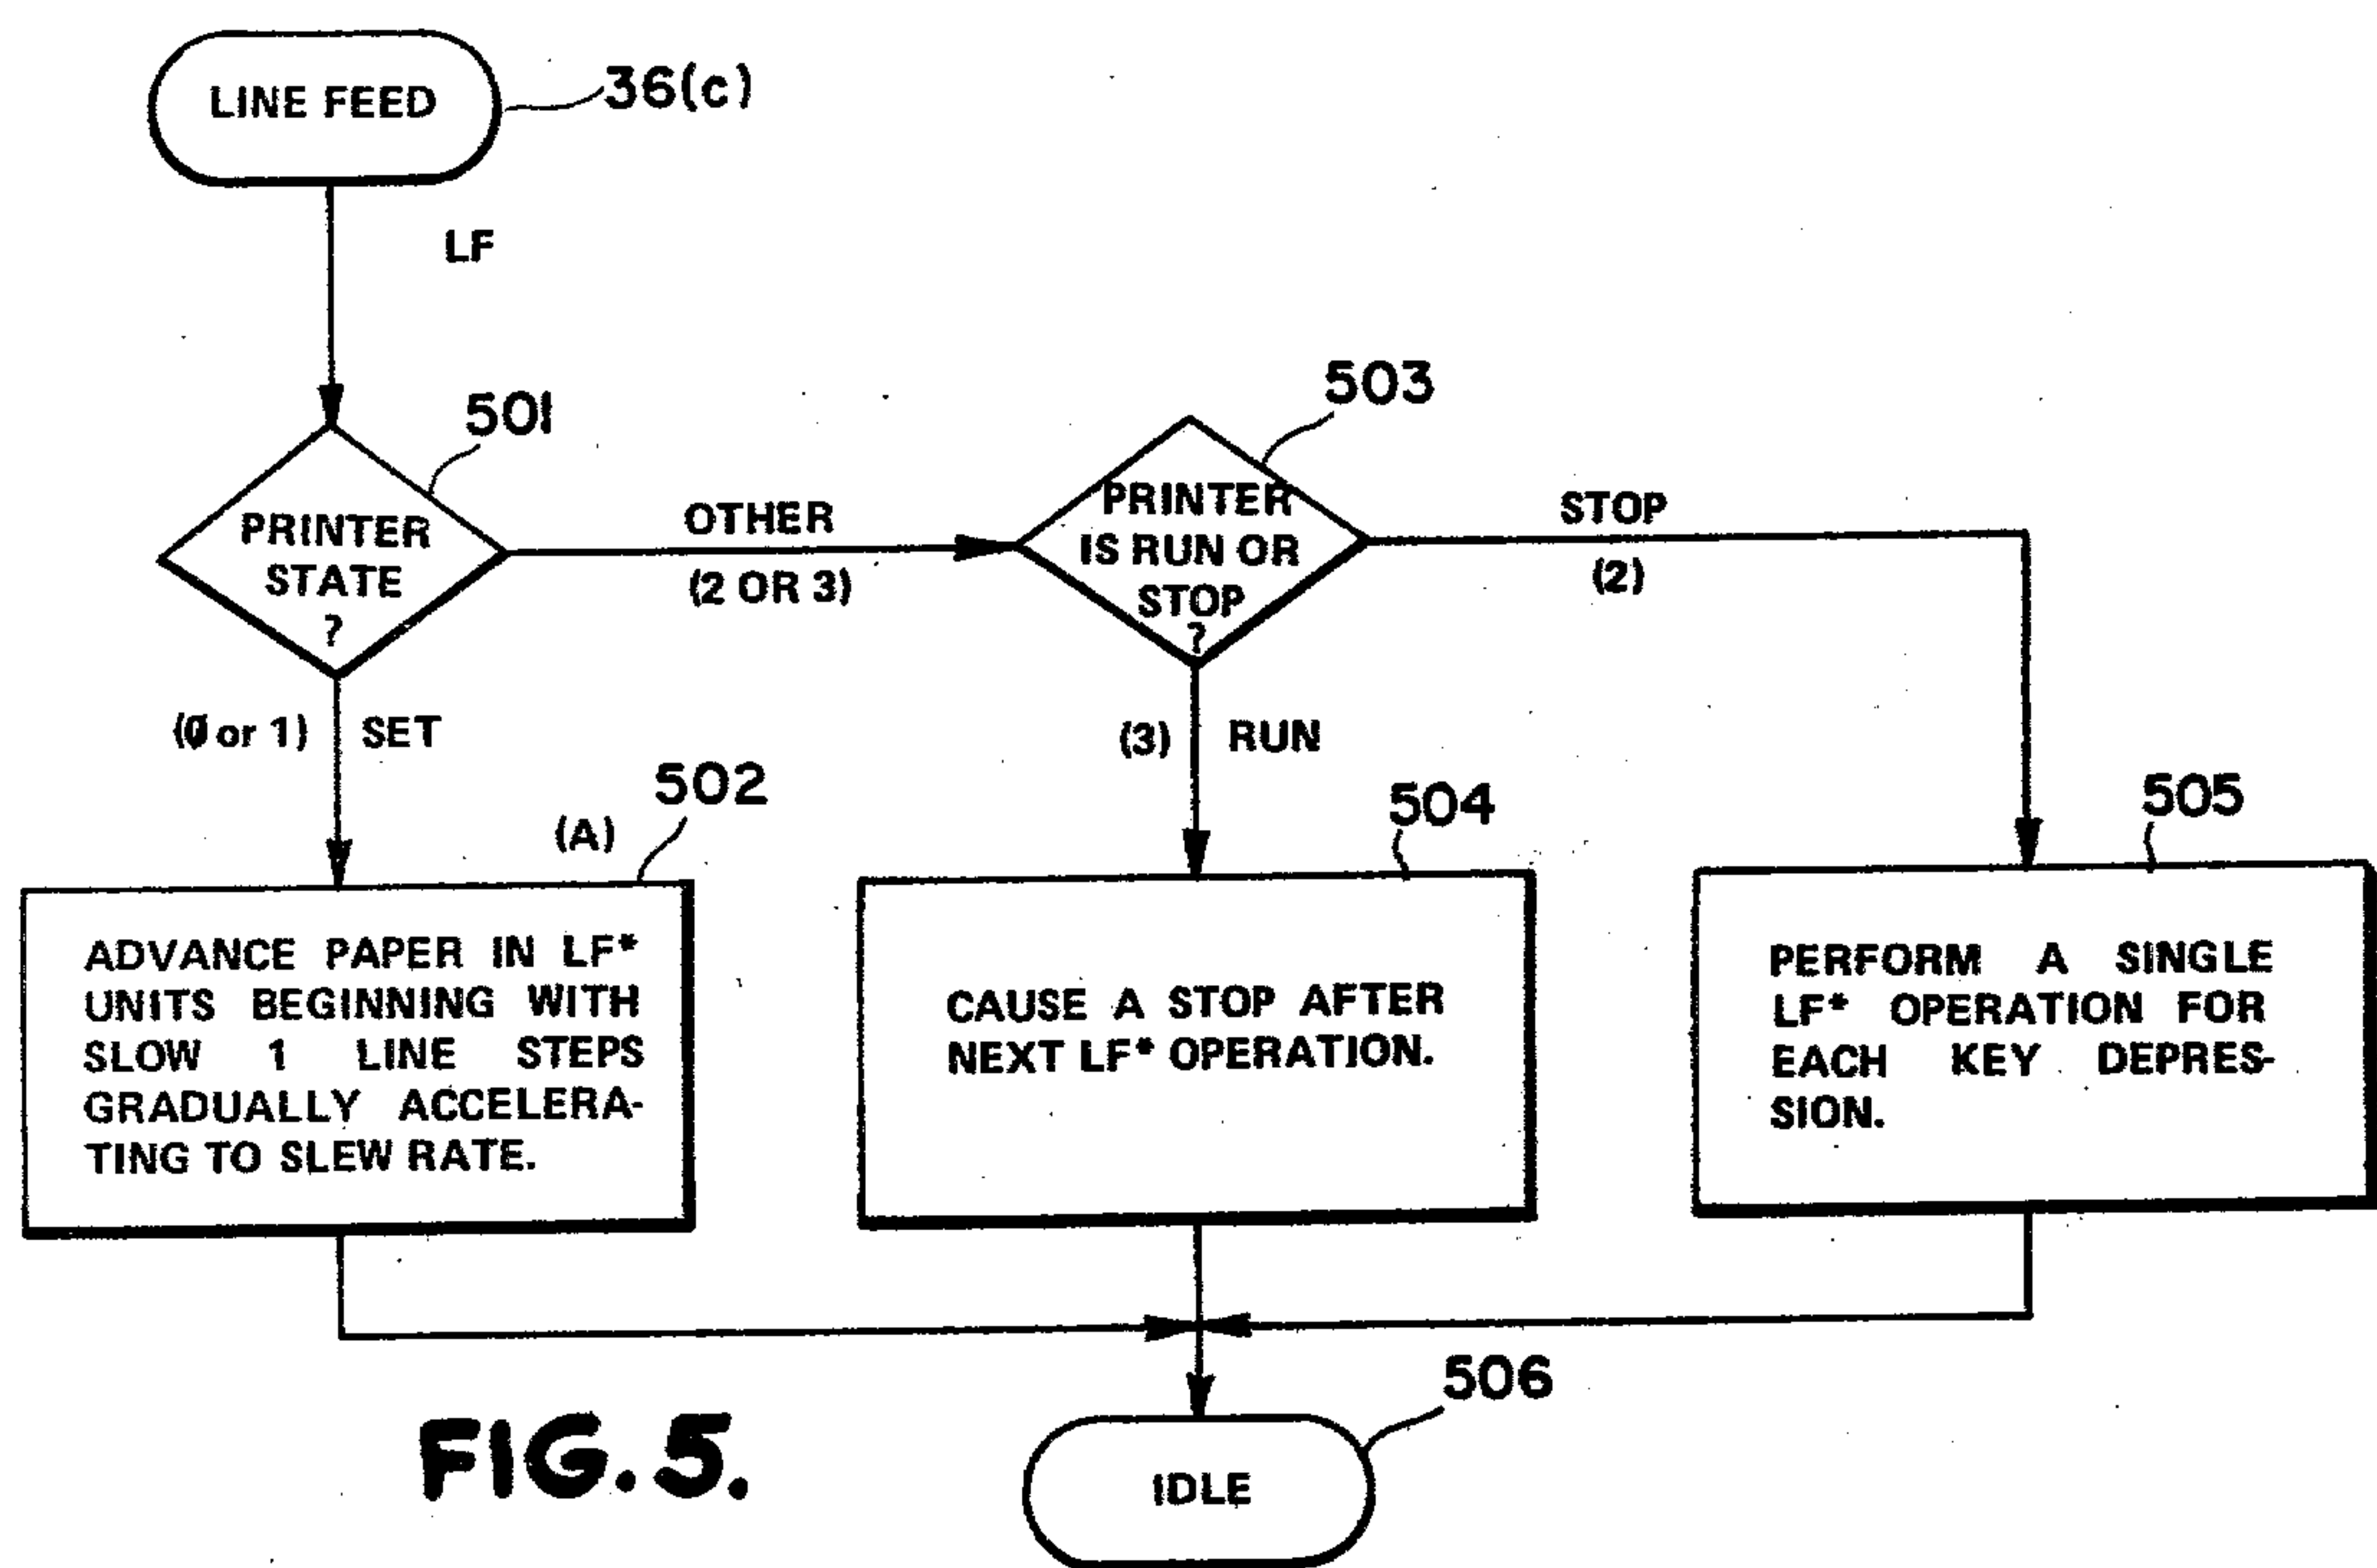 LINE FEED
36(c)
LF
501
PRINTER
STATE
?
OTHER
(2 OR 3)
503
PRINTER
IS RUN OR
STOP
?
STOP
(2)
(0 or 1)
SET
(3)
RUN
(A)
502
ADVANCE PAPER IN LF*
UNITS BEGINNING WITH
SLOW 1 LINE STEPS
GRADUALLY ACCELERA-
TING TO SLEW RATE.
504
CAUSE A STOP AFTER
NEXT LF* OPERATION.
505
PERFORM A SINGLE
LF* OPERATION FOR
EACH KEY DEPRES-
SION.
506
IDLE
FIG. 5.